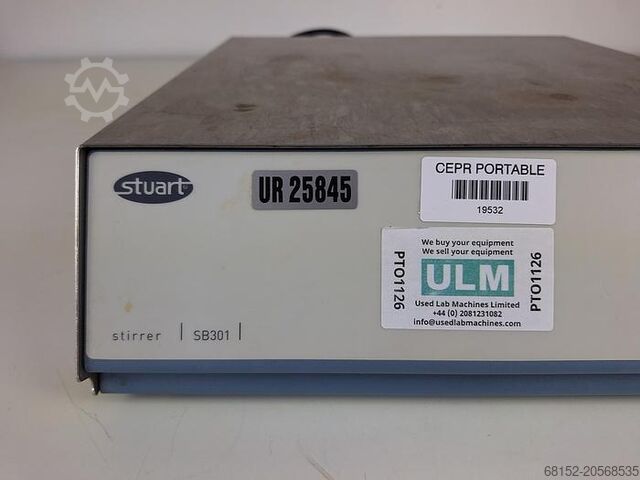 stuart
UR 25845
CEPR PORTABLE
19532
We buy your equipment
We sell your equipment
ULM
Used Lab Machines Limited
+44 (0) 2081231082
info@usedlabmachines.com
PTO1126
PTO1126
stirrer | SB301 |
68152-20568535